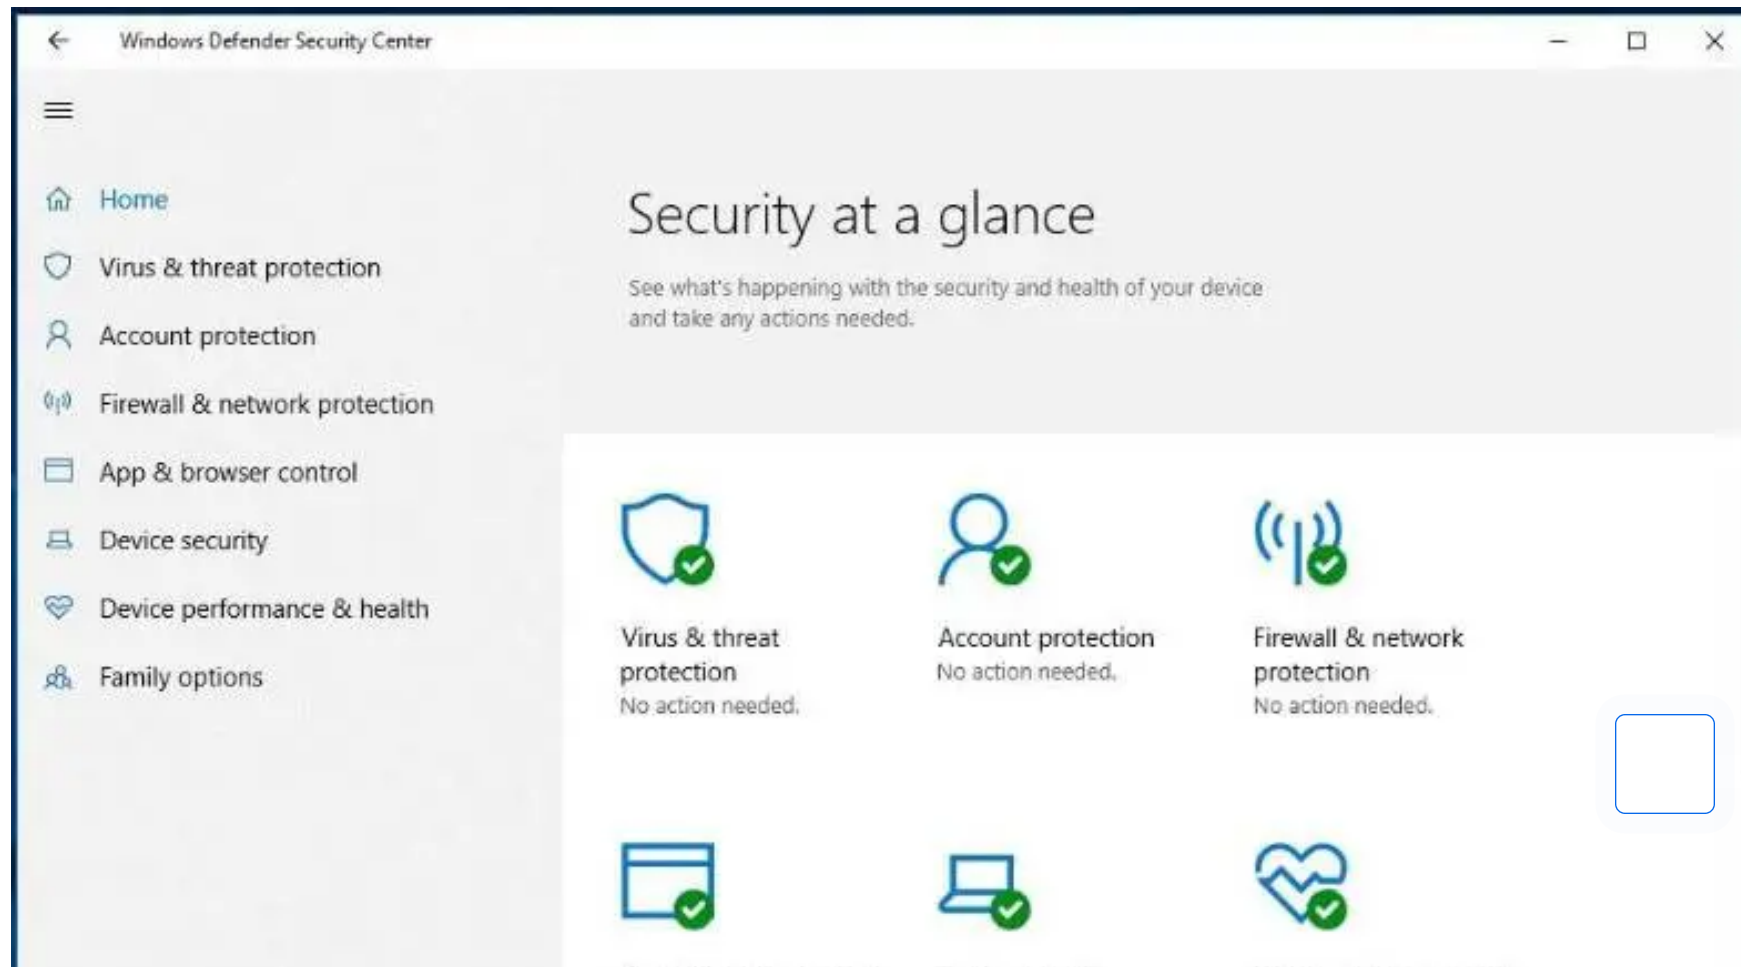 Windows Defender Security Center
Home
Virus & threat protection
Account protection
Firewall & network protection
App & browser control
Device security
Device performance & health
Family options
Security at a glance
See what's happening with the security and health of your device
and take any actions needed.
Virus & threat
protection
No action needed.
Account protection
No action needed.
Firewall & network
protection
No action needed.